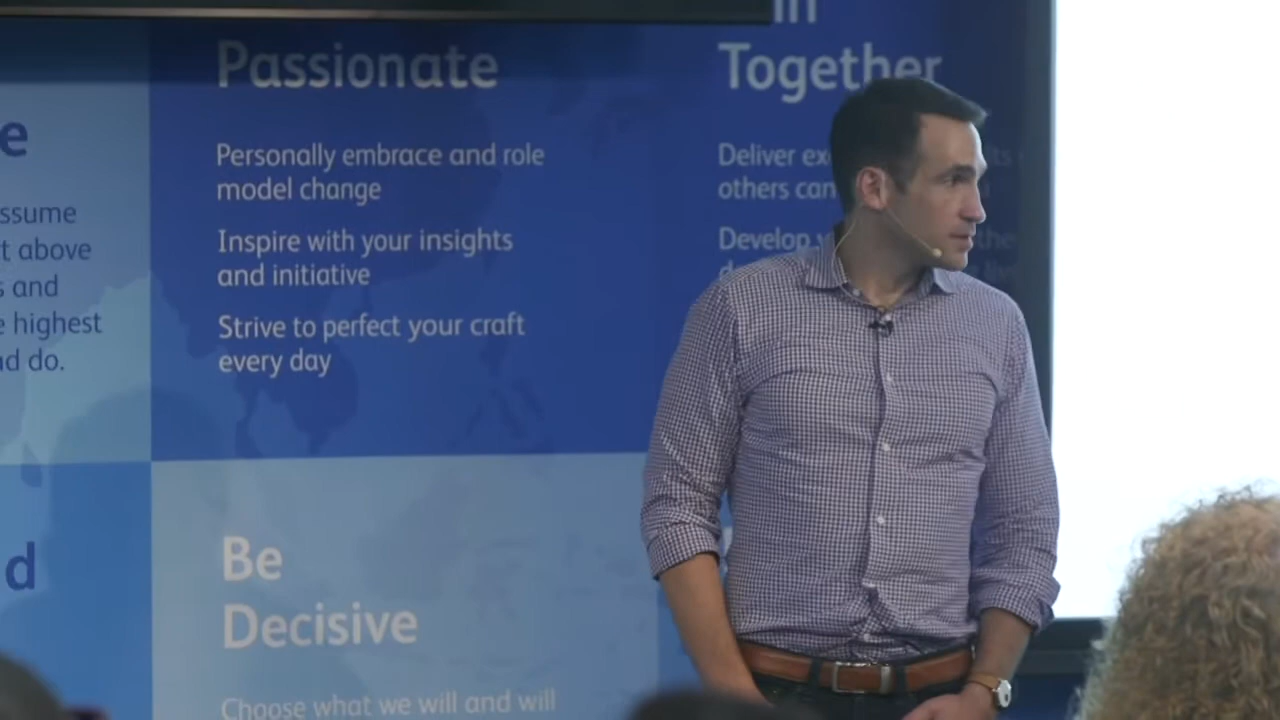 e
ssume
t above
s and
e highest
nd do.
d
Passionate
Personally embrace and role
model change
Inspire with your insights
and initiative
Strive to perfect your craft
every day
Be
Decisive
Choose what we will and will
in
Together
Deliver
others can
Develop